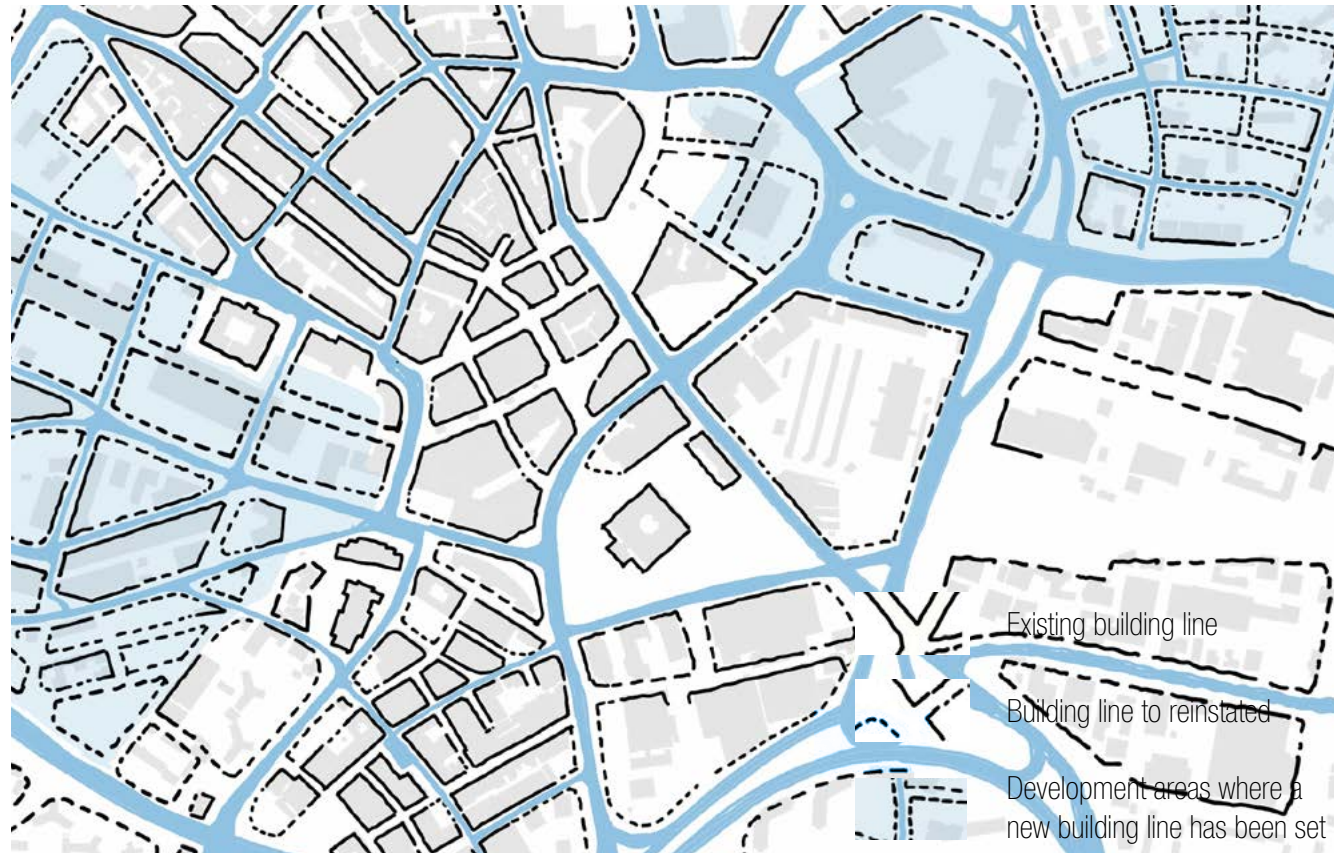 Existing building line
Building line to reinstated
Development areas where a
new building line has been set